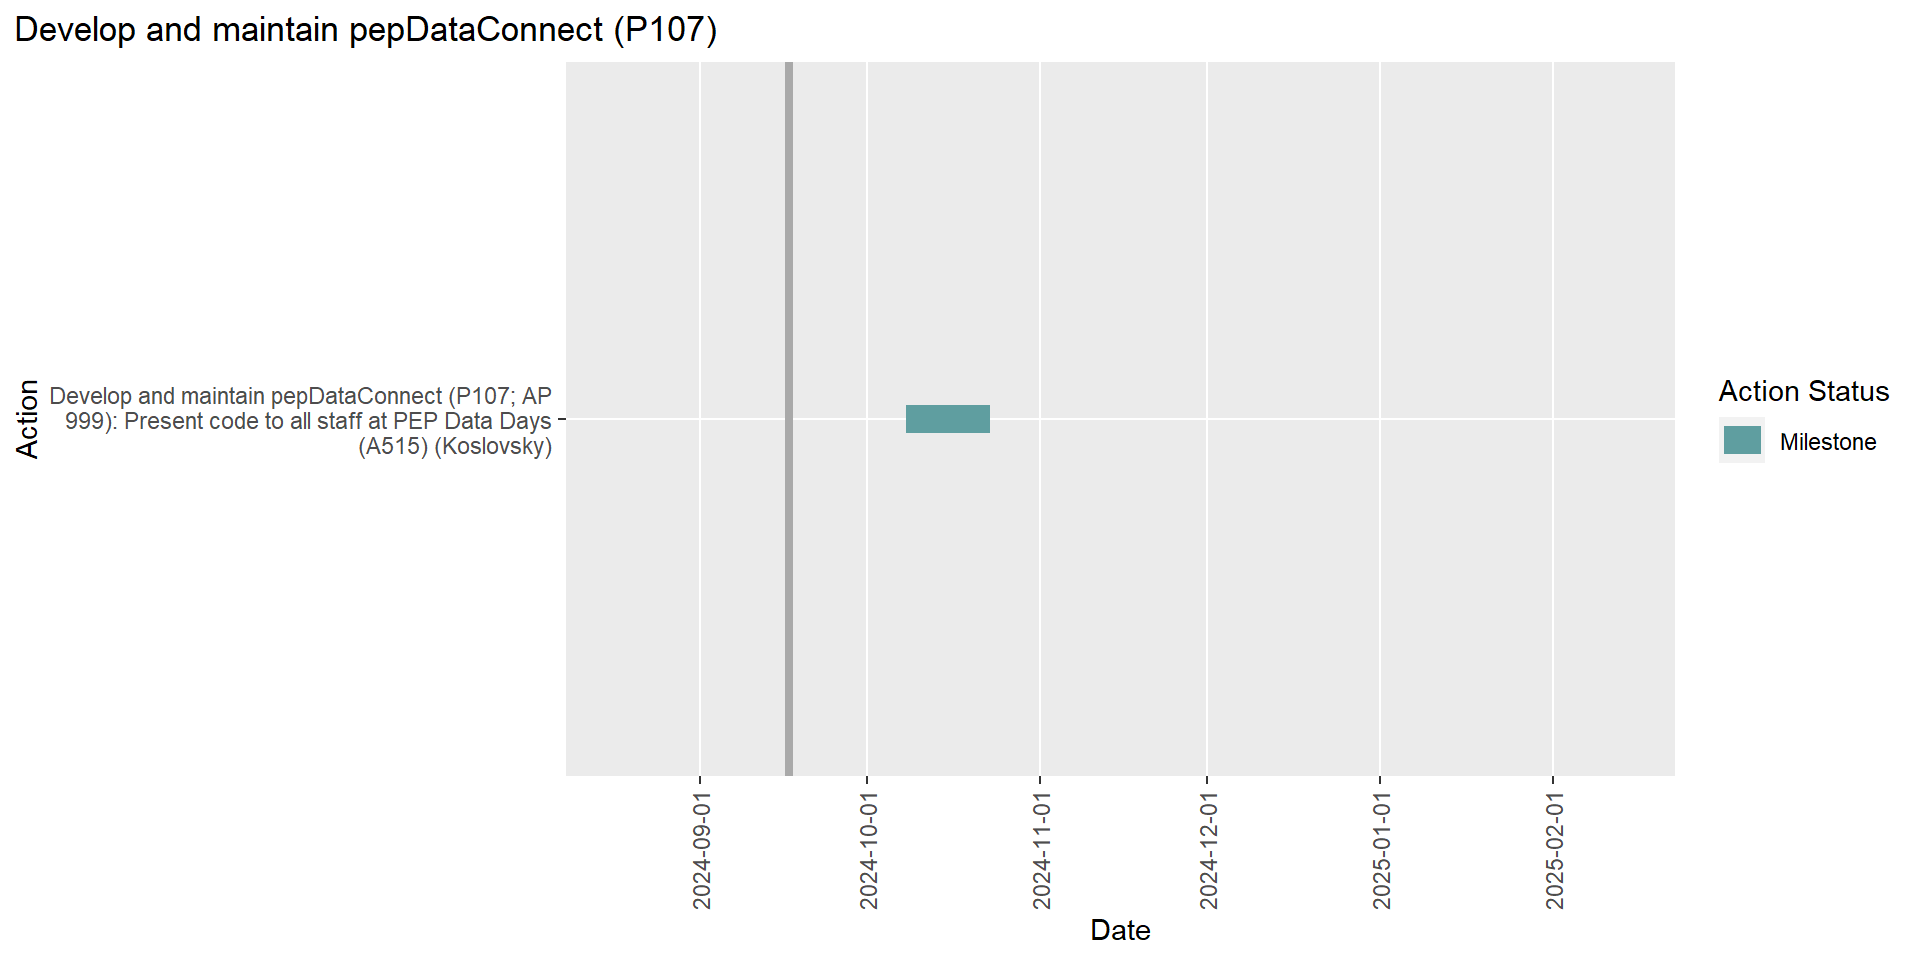 Develop and maintain pepDataConnect (P107)
Action
Develop and maintain pepDataConnect (P107; AP
999): Present code to all staff at PEP Data Days
(A515) (Koslovsky)
Action Status
Milestone
2024-09-01
2024-10-01
2024-11-01
2024-12-01
2025-01-01
2025-02-01
Date